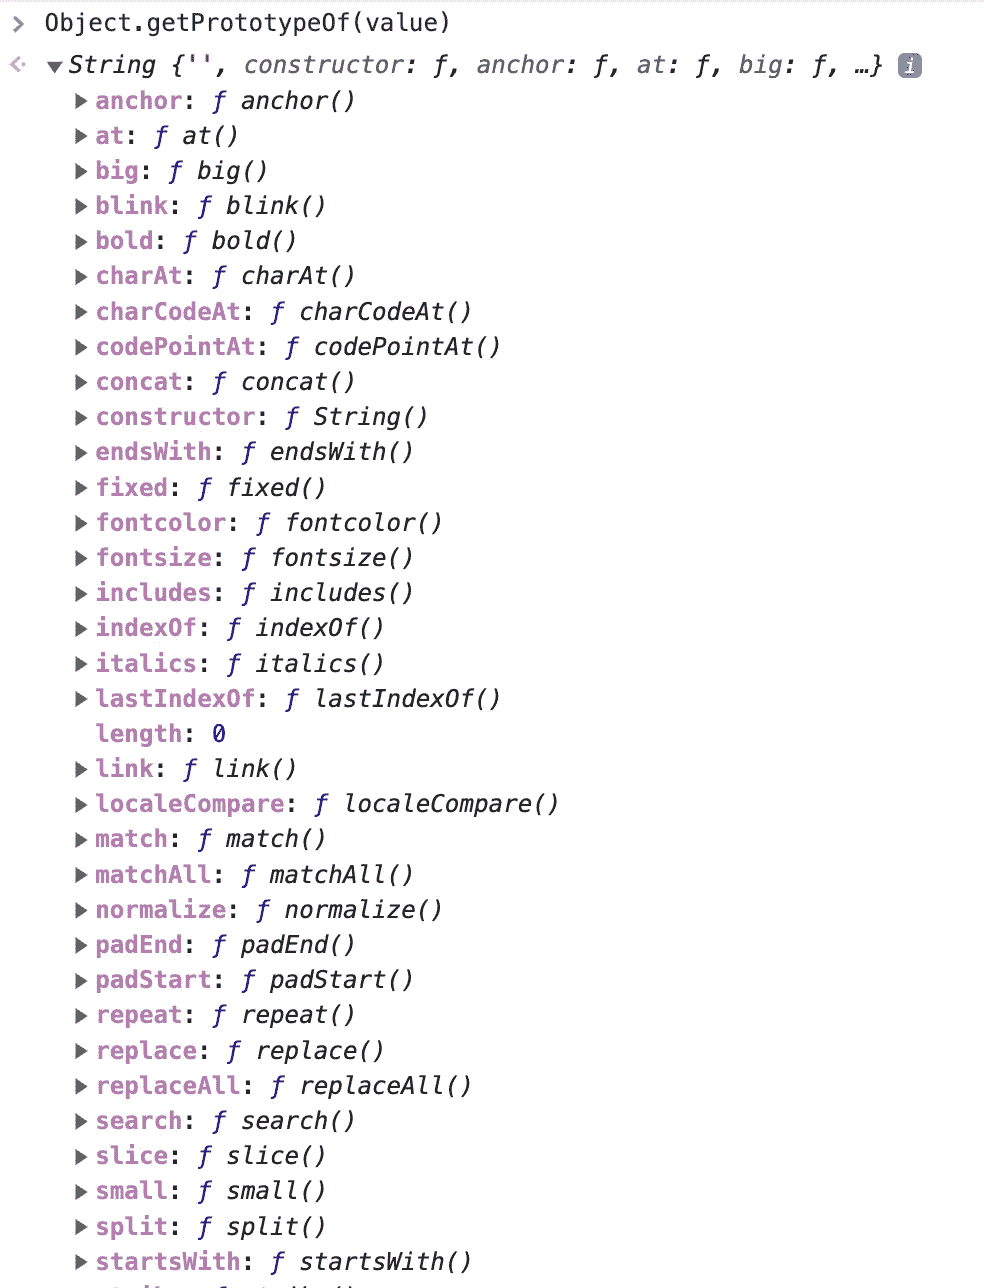 > Object.getPrototypeOf(value)
▼String {'', constructor: ƒ, anchor: ƒ, at: ƒ, big: ƒ, …} i
▶anchor: ƒ anchor()
▶at: ƒ at()
▶big: ƒ big()
▶blink: ƒ blink()
▶bold: ƒ bold()
▶charAt: ƒ charAt()
▶charCodeAt: ƒ charCodeAt()
▶codePointAt: ƒ codePointAt()
▶concat: ƒ concat()
▶constructor: ƒ String()
▶endsWith: ƒ endsWith()
▶fixed: ƒ fixed()
▶fontcolor: ƒ fontcolor()
▶fontsize: ƒ fontsize()
▶includes: ƒ includes()
▶indexOf: ƒ indexOf()
▶italics: ƒ italics()
▶lastIndexOf: ƒ lastIndexOf()
length: 0
▶link: ƒ link()
▶localeCompare: ƒ localeCompare()
▶match: ƒ match()
▶matchAll: ƒ matchAll()
▶normalize: ƒ normalize()
▶padEnd: ƒ padEnd()
▶padStart: ƒ padStart()
▶repeat: ƒ repeat()
▶replace: ƒ replace()
▶replaceAll: ƒ replaceAll()
▶search: ƒ search()
▶slice: ƒ slice()
▶small: ƒ small()
▶split: ƒ split()
▶startsWith: ƒ startsWith()